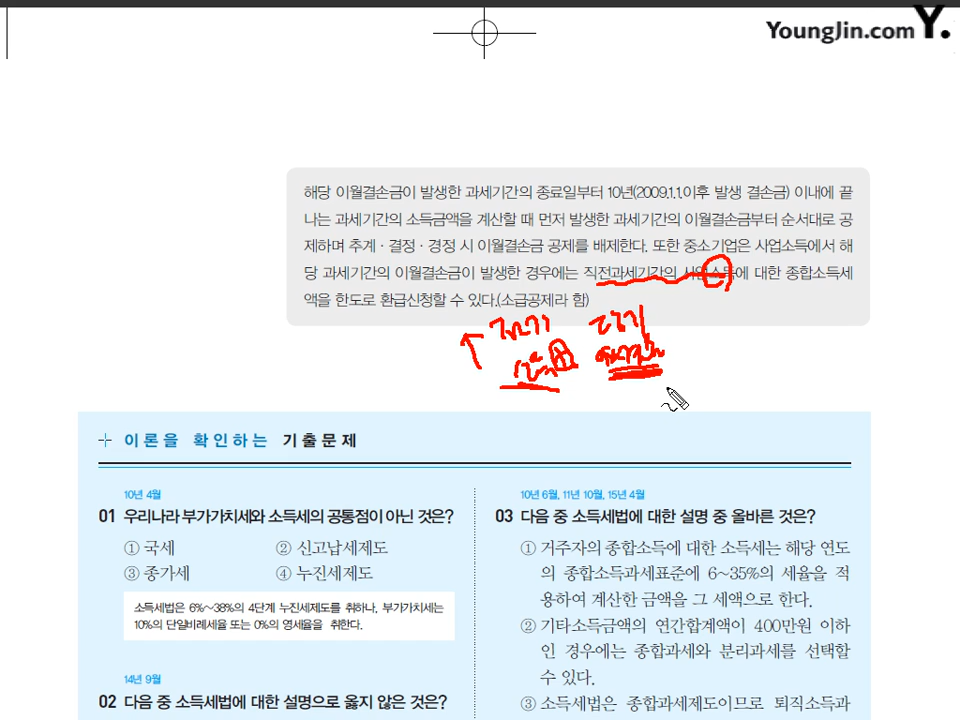 YoungJin.com Y.
해당 이월결손금이 발생한 과세기간의 종료일부터 10년(2009.1.1.이후 발생 결손금) 이내에 끝
나는 과세기간의 소득금액을 계산할 때 먼저 발생한 과세기간의 이월결손금부터 순서대로 공
제하며 추계 · 결정 · 경정 시 이월결손금 공제를 배제한다. 또한 중소기업은 사업소득에서 해
당 과세기간의 이월결손금이 발생한 경우에는 직전과세기간의 사업소득에 대한 종합소득세
액을 한도로 환급신청할 수 있다.(소급공제라 함)
이론을 확인하는 기출문제
10년 4월
01 우리나라 부가가치세와 소득세의 공통점이 아닌 것은?
① 국세 ② 신고납세제도
③ 종가세 ④ 누진세제도
소득세법은 6%~38%의 4단계 누진세제도를 취하나, 부가가치세는
10%의 단일비례세율 또는 0%의 영세율을 취한다.
14년 9월
02 다음 중 소득세법에 대한 설명으로 옳지 않은 것은?
10년 6월, 11년 10월, 15년 4월
03 다음 중 소득세법에 대한 설명 중 올바른 것은?
① 거주자의 종합소득에 대한 소득세는 해당 연도
의 종합소득과세표준에 6~35%의 세율을 적
용하여 계산한 금액을 그 세액으로 한다.
② 기타소득금액의 연간합계액이 400만원 이하
인 경우에는 종합과세와 분리과세를 선택할
수 있다.
③ 소득세법은 종합과세제도이므로 퇴직소득과